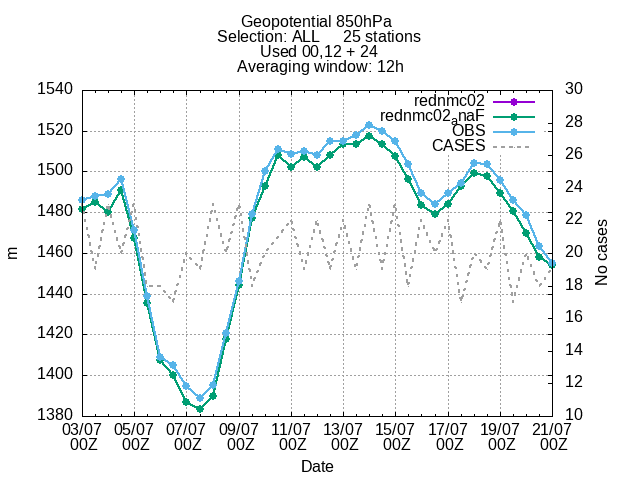 Geopotential 850hPa
Selection: ALL 25 stations
Used 00,12 + 24
Averaging window: 12h
1540 30
rednmc02
rednmc02_anaF
OBS
CASES
1520 28
1500 26
1480 24
1460 22
1440 20
1420 18
1400 16
1380 14
12
10
m
No cases
03/07 05/07 07/07 09/07 11/07 13/07 15/07 17/07 19/07 21/07
00Z 00Z 00Z 00Z 00Z 00Z 00Z 00Z 00Z 00Z
Date